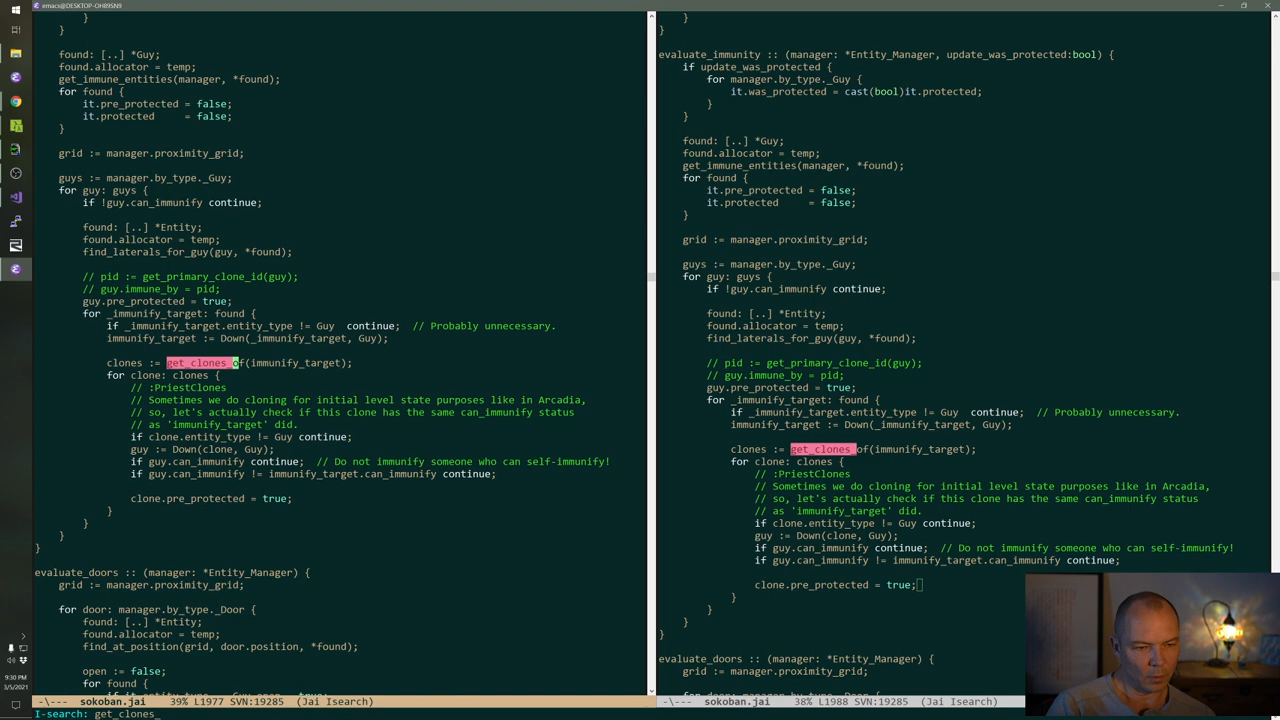 emacs@DESKTOP-OH89SN9
        }
    }

    found: [..] *Guy;
    found.allocator = temp;
    get_immune_entities(manager, *found);
    for found {
        it.pre_protected = false;
        it.protected     = false;
    }

    grid := manager.proximity_grid;

    guys := manager.by_type._Guy;
    for guy: guys {
        if !guy.can_immunify continue;

        found: [..] *Entity;
        found.allocator = temp;
        find_laterals_for_guy(guy, *found);

        // pid := get_primary_clone_id(guy);
        // guy.immune_by = pid;
        guy.pre_protected = true;
        for _immunify_target: found {
            if _immunify_target.entity_type != Guy  continue;  // Probably unnecessary.
            immunify_target := Down(_immunify_target, Guy);

            clones := get_clones_of(immunify_target);
            for clone: clones {
                // :PriestClones
                // Sometimes we do cloning for initial level state purposes like in Arcadia,
                // so, let's actually check if this clone has the same can_immunify status
                // as 'immunify_target' did.
                if clone.entity_type != Guy continue;
                guy := Down(clone, Guy);
                if guy.can_immunify continue;  // Do not immunify someone who can self-immunify!
                if guy.can_immunify != immunify_target.can_immunify continue;

                clone.pre_protected = true;
            }
        }
    }
}

evaluate_doors :: (manager: *Entity_Manager) {
    grid := manager.proximity_grid;

    for door: manager.by_type._Door {
        found: [..] *Entity;
        found.allocator = temp;
        find_at_position(grid, door.position, *found);

        open := false;
        for found {
-\--- sokoban.jai 39% L1977 SVN:19285 (Jai Isearch)
I-search: get_clones_
    }
}

evaluate_immunity :: (manager: *Entity_Manager, update_was_protected:bool) {
    if update_was_protected {
        for manager.by_type._Guy {
            it.was_protected = cast(bool)it.protected;
        }
    }

    found: [..] *Guy;
    found.allocator = temp;
    get_immune_entities(manager, *found);
    for found {
        it.pre_protected = false;
        it.protected     = false;
    }

    grid := manager.proximity_grid;

    guys := manager.by_type._Guy;
    for guy: guys {
        if !guy.can_immunify continue;

        found: [..] *Entity;
        found.allocator = temp;
        find_laterals_for_guy(guy, *found);

        // pid := get_primary_clone_id(guy);
        // guy.immune_by = pid;
        guy.pre_protected = true;
        for _immunify_target: found {
            if _immunify_target.entity_type != Guy  continue;  // Probably unnecessary.
            immunify_target := Down(_immunify_target, Guy);

            clones := get_clones_of(immunify_target);
            for clone: clones {
                // :PriestClones
                // Sometimes we do cloning for initial level state purposes like in Arcadia,
                // so, let's actually check if this clone has the same can_immunify status
                // as 'immunify_target' did.
                if clone.entity_type != Guy continue;
                guy := Down(clone, Guy);
                if guy.can_immunify continue;  // Do not immunify someone who can self-immunify!
                if guy.can_immunify != immunify_target.can_immunify continue;

                clone.pre_protected = true;
            }
        }
    }
}

evaluate_doors :: (manager: *Entity_Manager) {
    grid := manager.proximity_grid;
-\--- sokoban.jai 38% L1988 SVN:19285 (Jai Isearch)
9:30 PM
3/5/2021